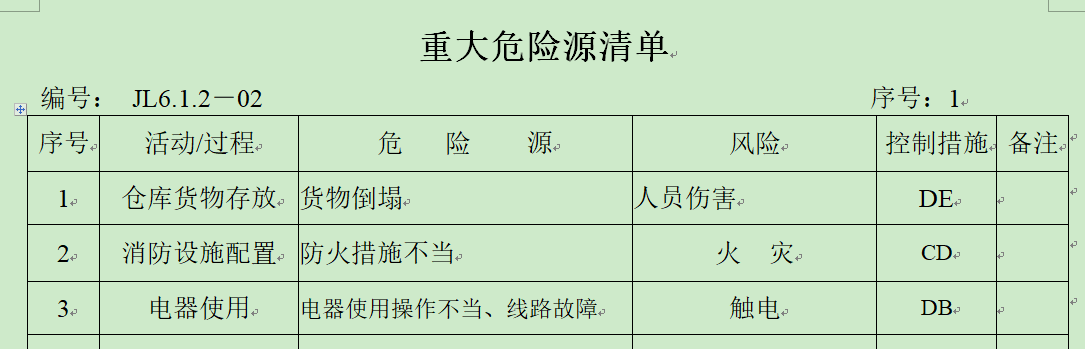 重大危险源清单
编号： JL6.1.2－02 序号：1
序号 活动/过程 危 险 源 风险 控制措施 备注
1 仓库货物存放 货物倒塌 人员伤害 DE
2 消防设施配置 防火措施不当 火 灾 CD
3 电器使用 电器使用操作不当、线路故障 触电 DB